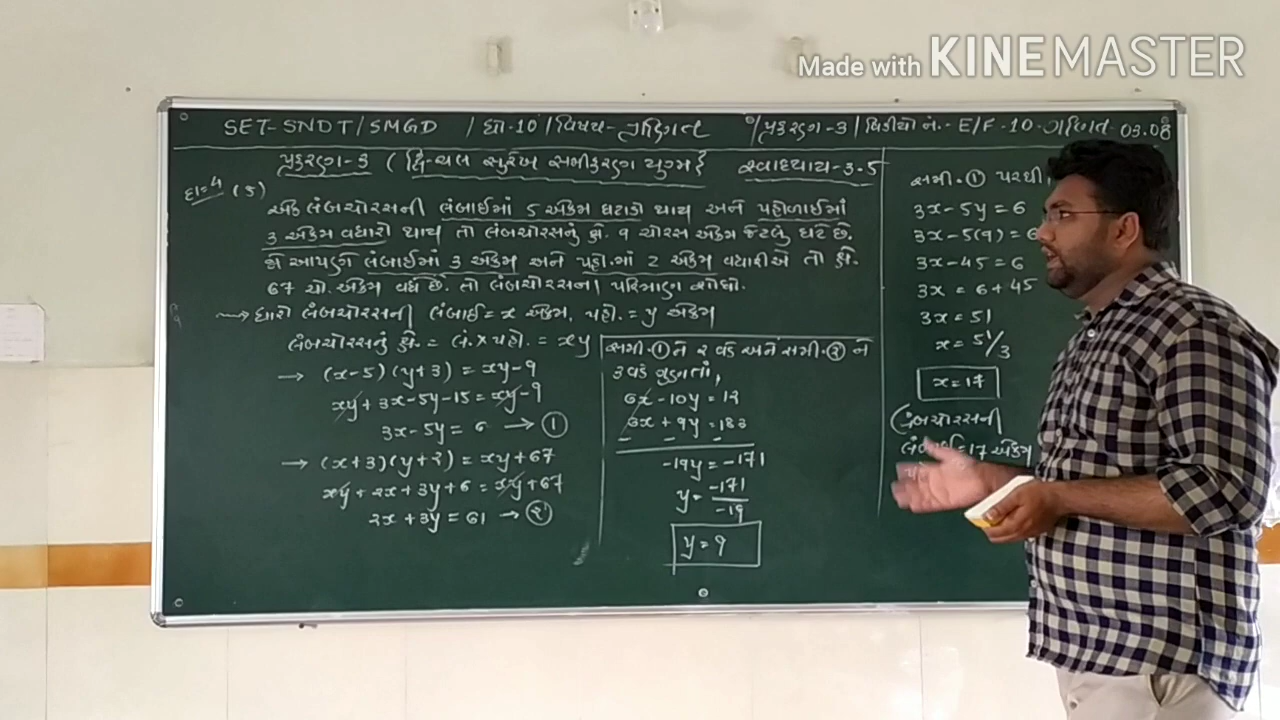 Made with KINEMASTER
SET-SNDT/SMGD / ધો-10 / વિષય-ગણિત / પ્રકરણ-3 / વિડીયો નં.- E/F-10-ગણિત-03.08
પ્રકરણ-3 (દ્વિ-ચલ સુરેખ સમીકરણ યુગ્મ) સ્વાધ્યાય-3.5
દા=4 (5)
એક લંબચોરસની લંબાઈમાં 5 એકમ ઘટાડો થાય અને પહોળાઈમાં
3 એકમ વધારો થાય તો લંબચોરસનું ક્ષે. ૧ ચોરસ એકમ જેટલું ઘટે છે.
જો આપણે લંબાઈમાં 3 એકમ અને પહો.માં 2 એકમ વધારીએ તો ક્ષે.
67 ચો. એકમ વધે છે. તો લંબચોરસના પરિમાણ શોધો.
ધારો લંબચોરસની લંબાઈ = x એકમ, પહો. = y એકમ
લંબચોરસનું ક્ષે. = લં. x પહો. = xy
→ (x-5) (y+3) = xy-9
xy+3x-5y-15=xy-9
3x-5y = 6 → ①
→ (x+3)(y+2) = xy+67
xy+2x+3y+6=xy+67
2x+3y=61 → ②
સમી.①ને 2 વડે અને સમી.② ને
3 વડે ગુણતાં,
6x-10y=12
6x+9y=183
- - -
-19y=-171
y=-171/-19
y=9
સમી.① પરથી,
3x-5y=6
3x-5(9)=6
3x-45=6
3x = 6+45
3x=51
x=51/3
x=17
લંબચોરસની
લંબાઈ=17 એકમ